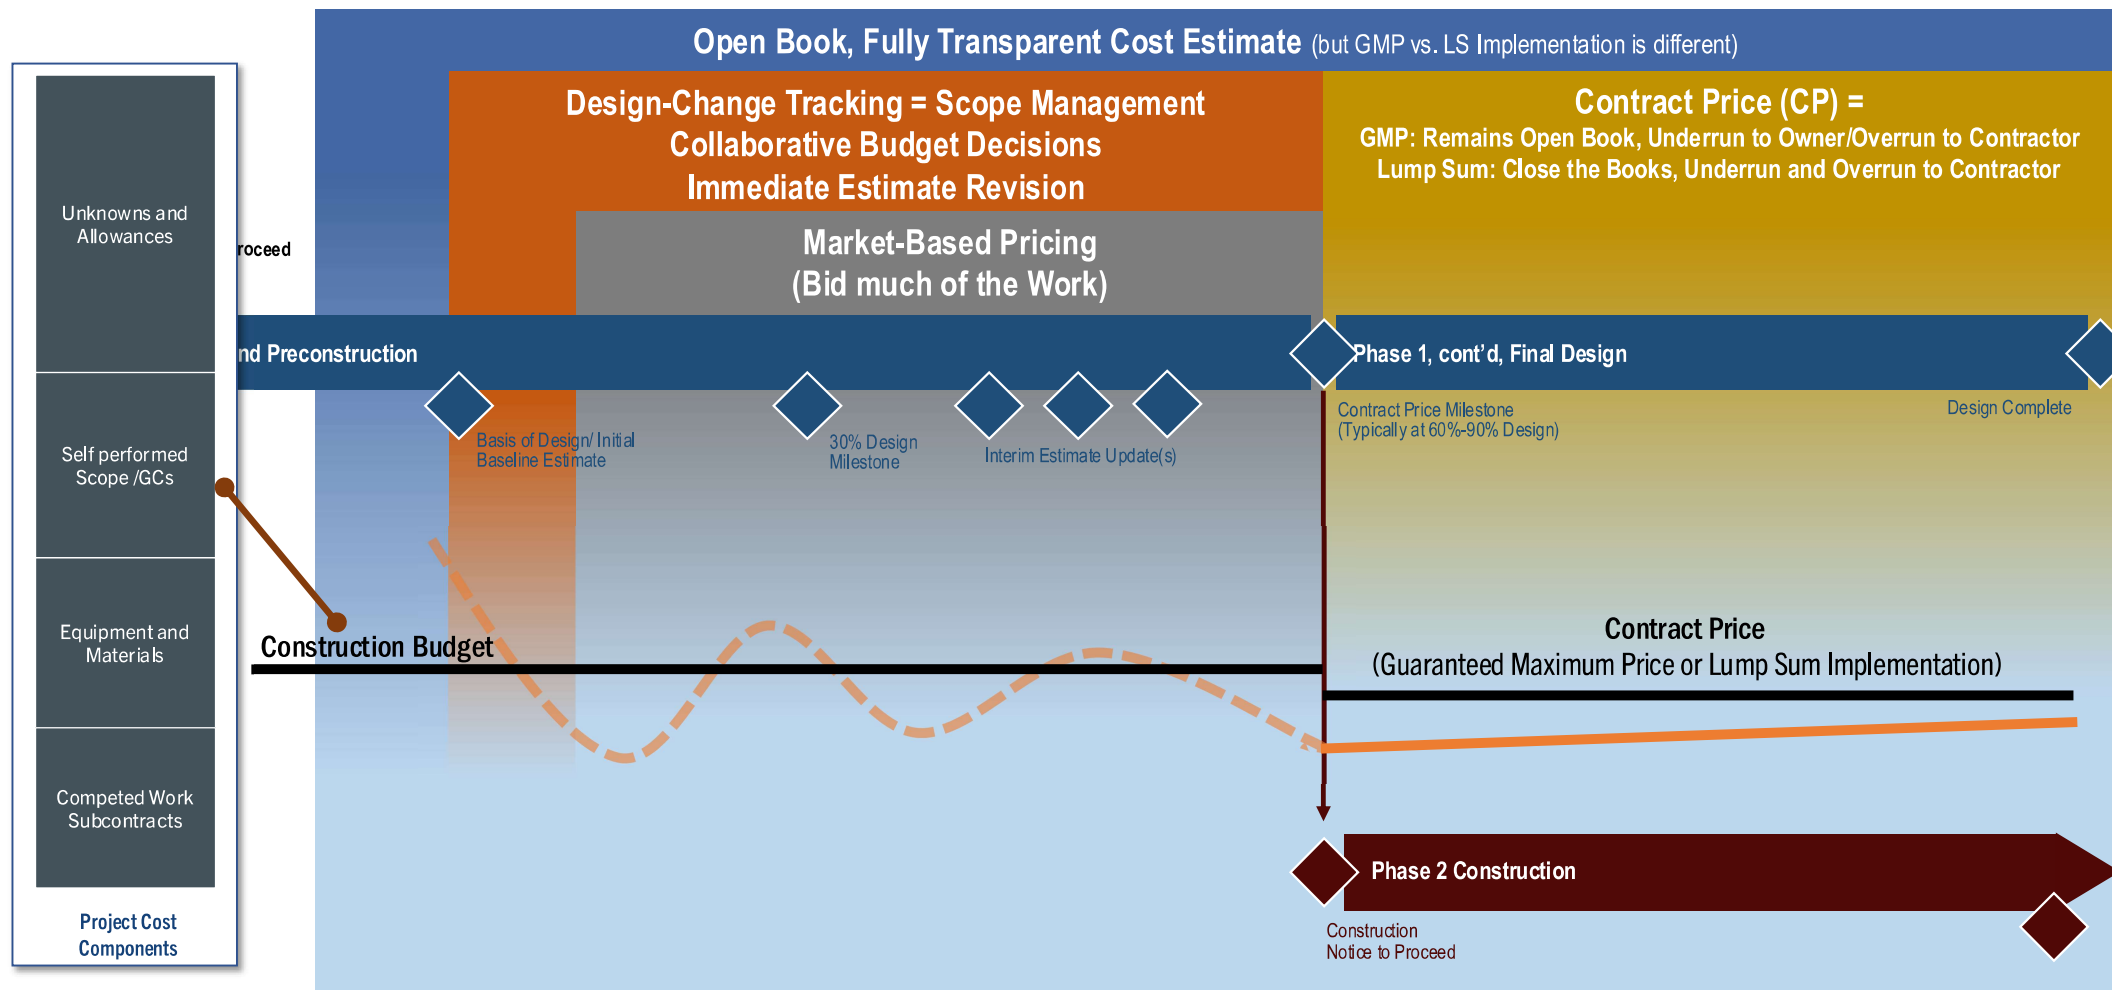 Open Book, Fully Transparent Cost Estimate (but GMP vs. LS Implementation is different)
Design-Change Tracking = Scope Management
Collaborative Budget Decisions
Immediate Estimate Revision
Contract Price (CP) =
GMP: Remains Open Book, Underrun to Owner/Overrun to Contractor
Lump Sum: Close the Books, Underrun and Overrun to Contractor
Market-Based Pricing
(Bid much of the Work)
Unknowns and
Allowances
roceed
nd Preconstruction
Phase 1, cont’d, Final Design
Basis of Design/ Initial
Baseline Estimate
30% Design
Milestone
Interim Estimate Update(s)
Contract Price Milestone
(Typically at 60%-90% Design)
Design Complete
Self performed
Scope /GCs
Equipment and
Materials
Construction Budget
Contract Price
(Guaranteed Maximum Price or Lump Sum Implementation)
Competed Work
Subcontracts
Project Cost
Components
Phase 2 Construction
Construction
Notice to Proceed